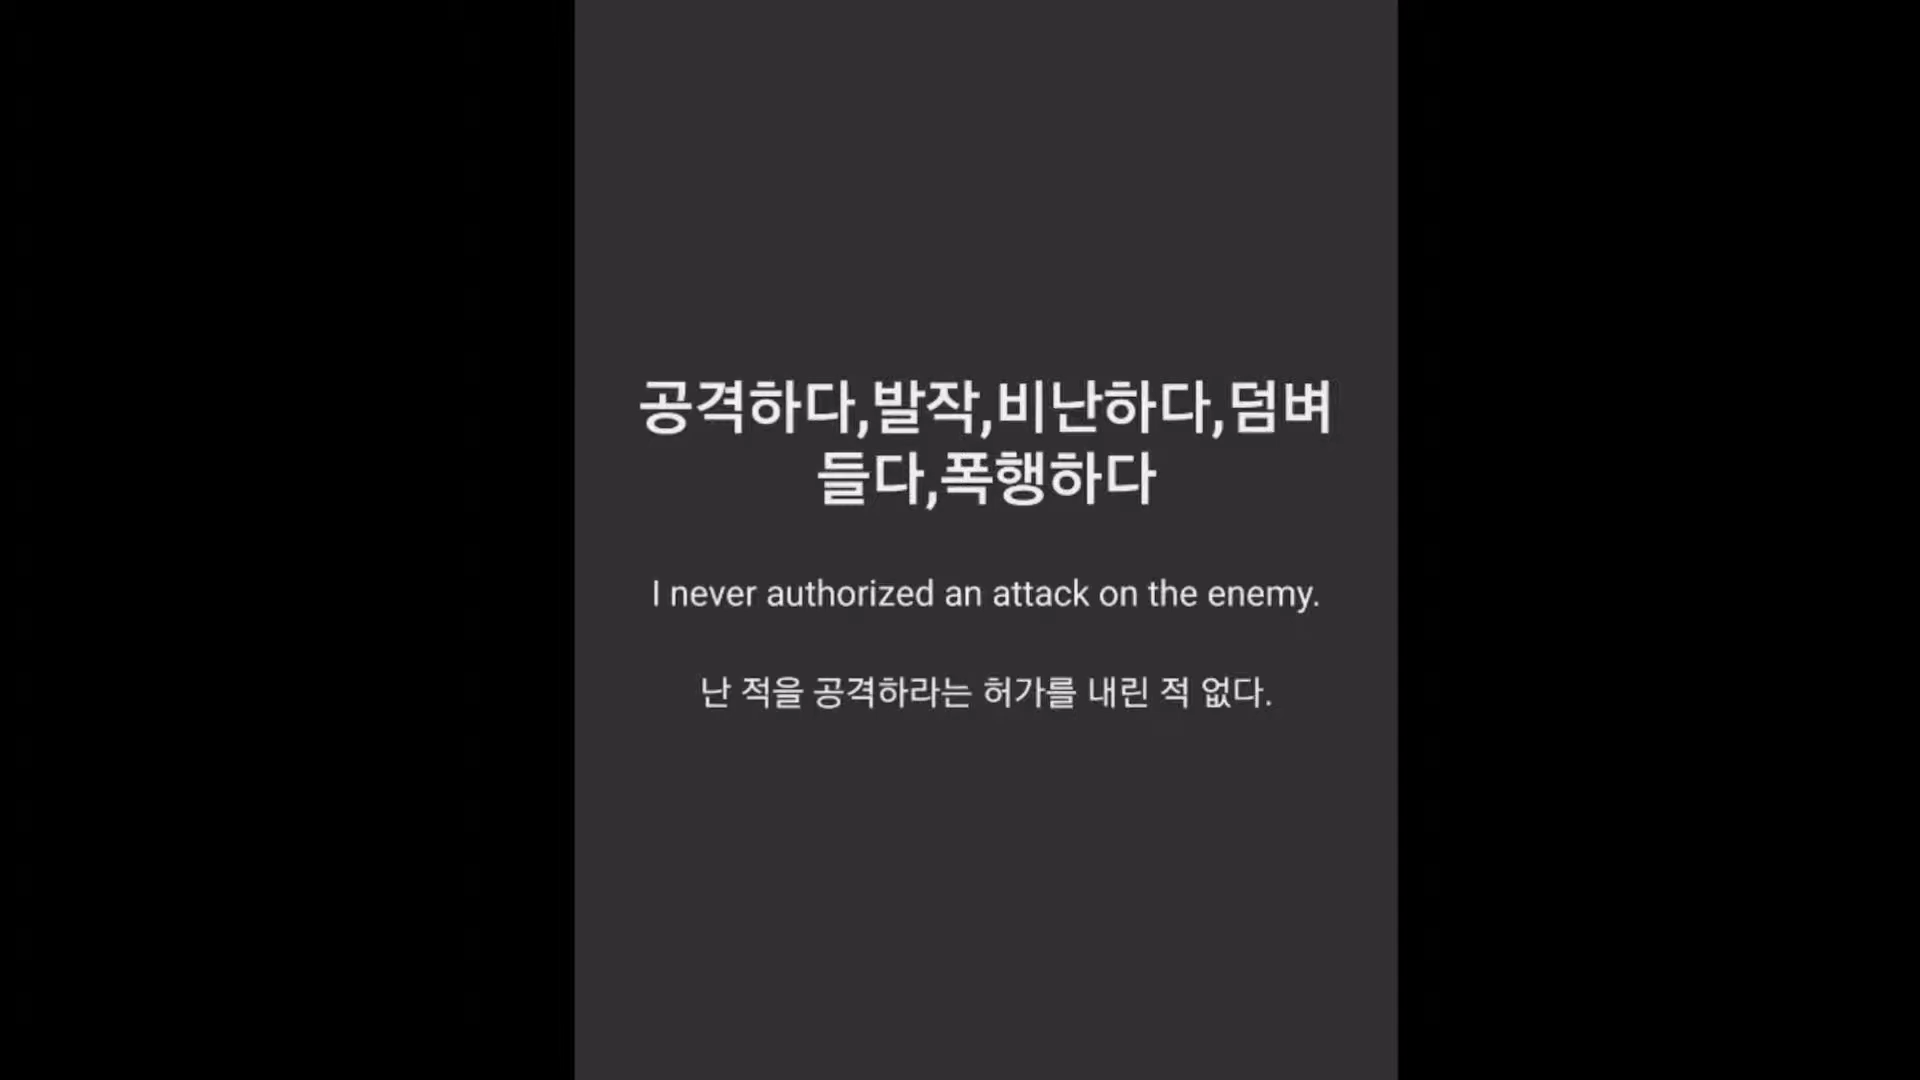 공격하다,발작,비난하다,덤벼
들다,폭행하다
I never authorized an attack on the enemy.
난 적을 공격하라는 허가를 내린 적 없다.